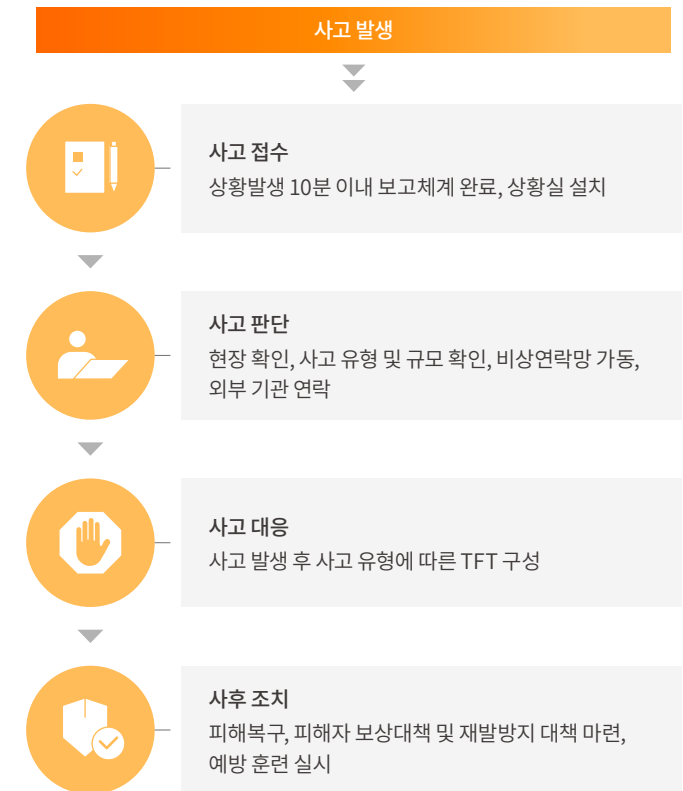 사고 발생
사고 접수
상황발생 10분 이내 보고체계 완료, 상황실 설치
사고 판단
현장 확인, 사고 유형 및 규모 확인, 비상연락망 가동,
외부 기관 연락
사고 대응
사고 발생 후 사고 유형에 따른 TFT 구성
사후 조치
피해복구, 피해자 보상대책 및 재발방지 대책 마련,
예방 훈련 실시